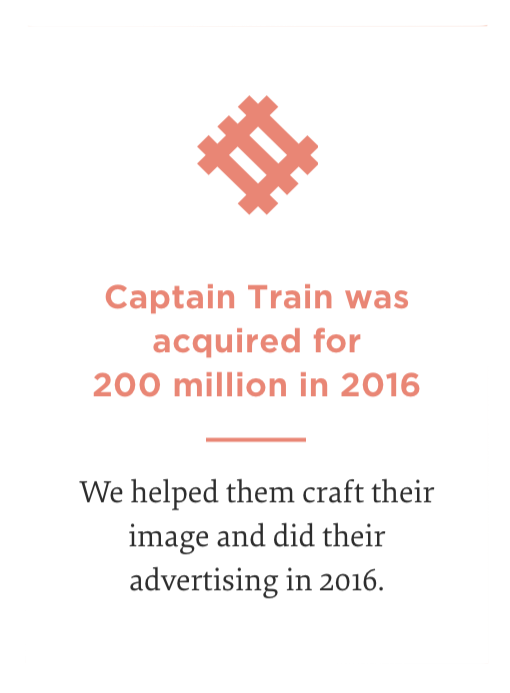 Captain Train was
acquired for
200 million in 2016
We helped them craft their
image and did their
advertising in 2016.